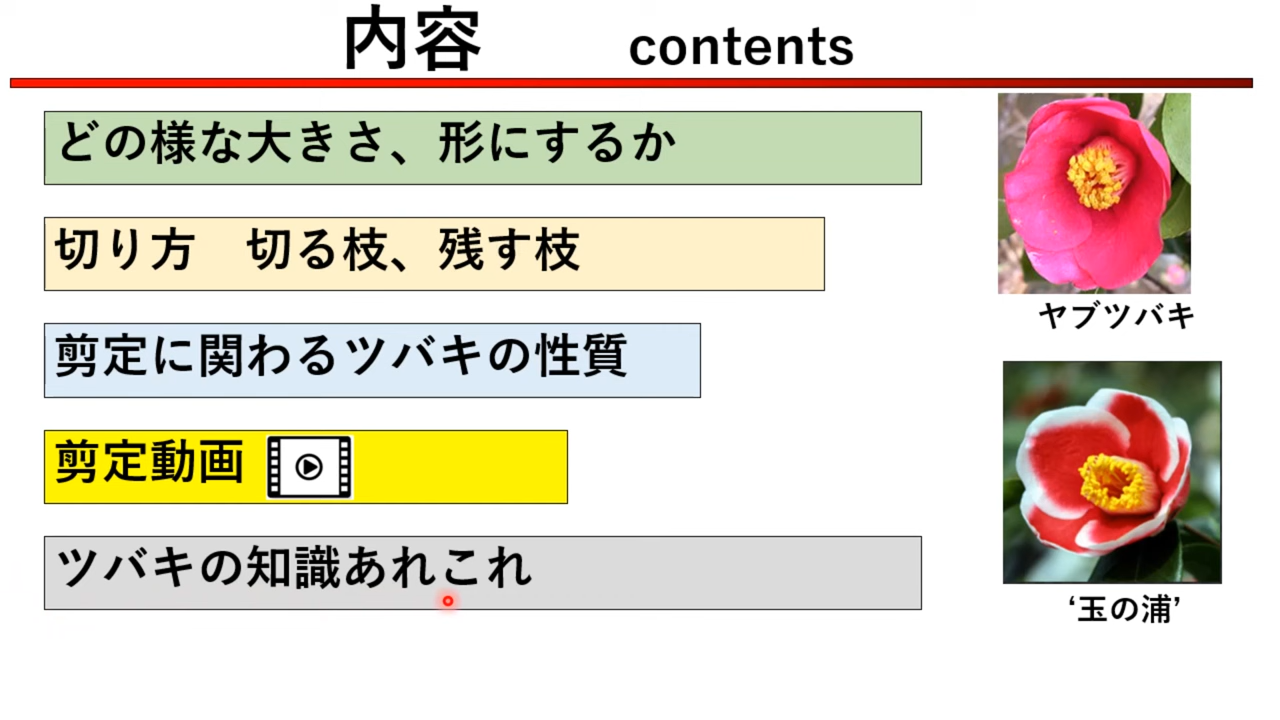 内容 contents
どの様な大きさ、形にするか
切り方　切る枝、残す枝
剪定に関わるツバキの性質
剪定動画
ツバキの知識あれこれ
ヤブツバキ
‘玉の浦’